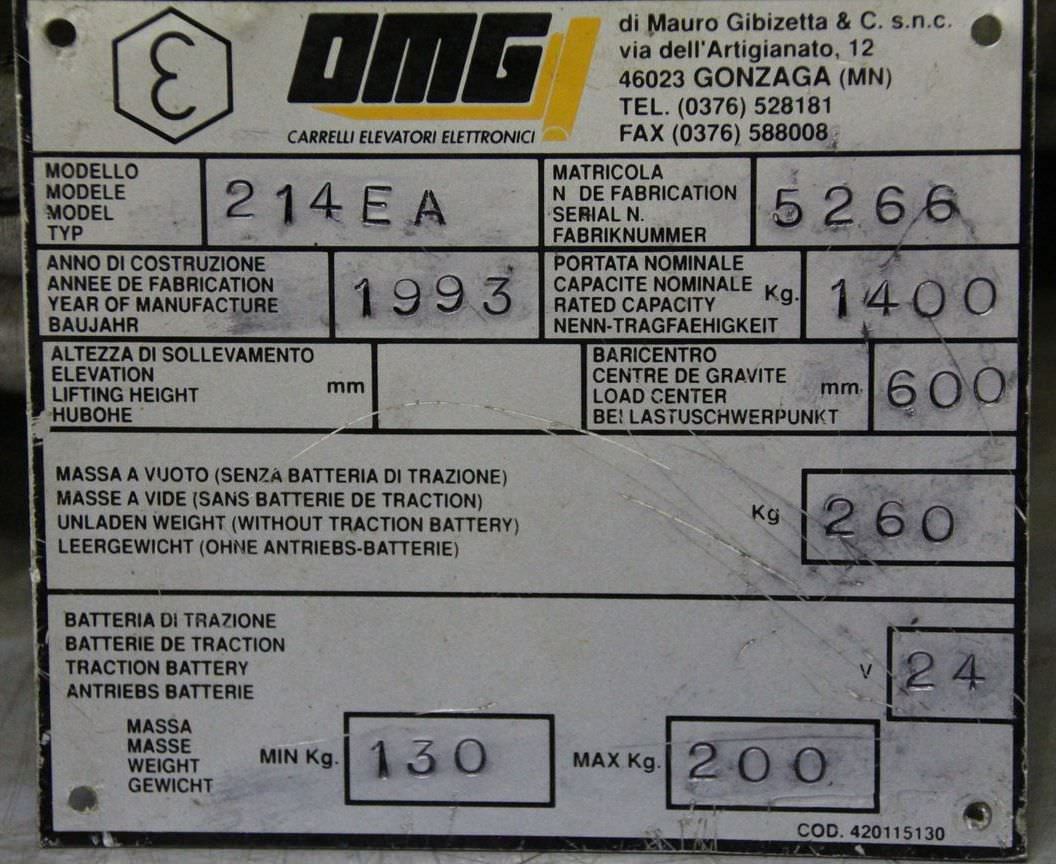 OMG
CARRELLI ELEVATORI ELETTRONICI
di Mauro Gibizetta & C. s.n.c.
via dell'Artigianato, 12
46023 GONZAGA (MN)
TEL. (0376) 528181
FAX (0376) 588008
MODELLO
MODELE
MODEL
TYP
214EA
MATRICOLA
N DE FABRICATION
SERIAL N.
FABRIKNUMMER
5266
ANNO DI COSTRUZIONE
ANNEE DE FABRICATION
YEAR OF MANUFACTURE
BAUJAHR
1993
PORTATA NOMINALE
CAPACITE NOMINALE
RATED CAPACITY
NENN-TRAGFAEHIGKEIT
Kg.
1400
ALTEZZA DI SOLLEVAMENTO
ELEVATION
LIFTING HEIGHT
HUBOHE
mm
BARICENTRO
CENTRE DE GRAVITE
LOAD CENTER
BEI LASTUSCHWERPUNKT
mm
600
MASSA A VUOTO (SENZA BATTERIA DI TRAZIONE)
MASSE A VIDE (SANS BATTERIE DE TRACTION)
UNLADEN WEIGHT (WITHOUT TRACTION BATTERY)
LEERGEWICHT (OHNE ANTRIEBS-BATTERIE)
Kg
260
BATTERIA DI TRAZIONE
BATTERIE DE TRACTION
TRACTION BATTERY
ANTRIEBS BATTERIE
V
24
MASSA
MASSE
WEIGHT
GEWICHT
MIN Kg.
130
MAX Kg.
200
COD. 420115130